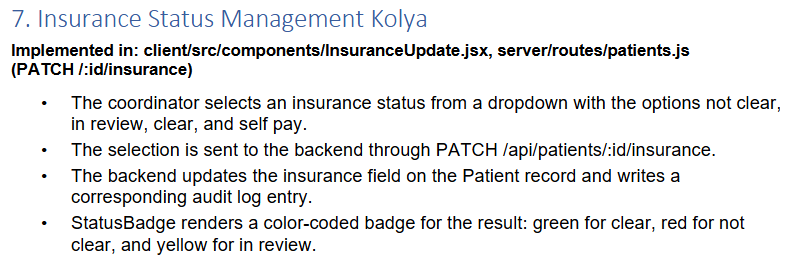 7. Insurance Status Management Kolya
Implemented in: client/src/components/InsuranceUpdate.jsx, server/routes/patients.js
(PATCH /:id/insurance)
• The coordinator selects an insurance status from a dropdown with the options not clear,
in review, clear, and self pay.
• The selection is sent to the backend through PATCH /api/patients/:id/insurance.
• The backend updates the insurance field on the Patient record and writes a
corresponding audit log entry.
• StatusBadge renders a color-coded badge for the result: green for clear, red for not
clear, and yellow for in review.